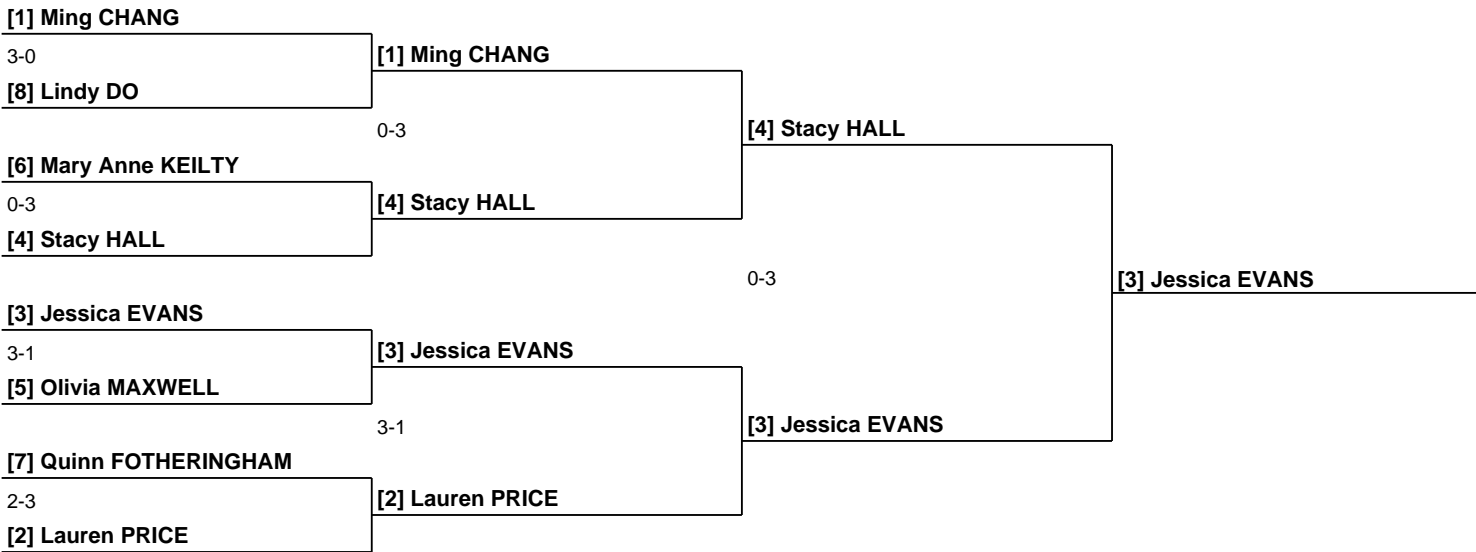 [1] Ming CHANG
3-0
[1] Ming CHANG
[8] Lindy DO
0-3
[4] Stacy HALL
[6] Mary Anne KEILTY
0-3
[4] Stacy HALL
[4] Stacy HALL
0-3
[3] Jessica EVANS
[3] Jessica EVANS
3-1
[3] Jessica EVANS
[5] Olivia MAXWELL
3-1
[3] Jessica EVANS
[7] Quinn FOTHERINGHAM
2-3
[2] Lauren PRICE
[2] Lauren PRICE